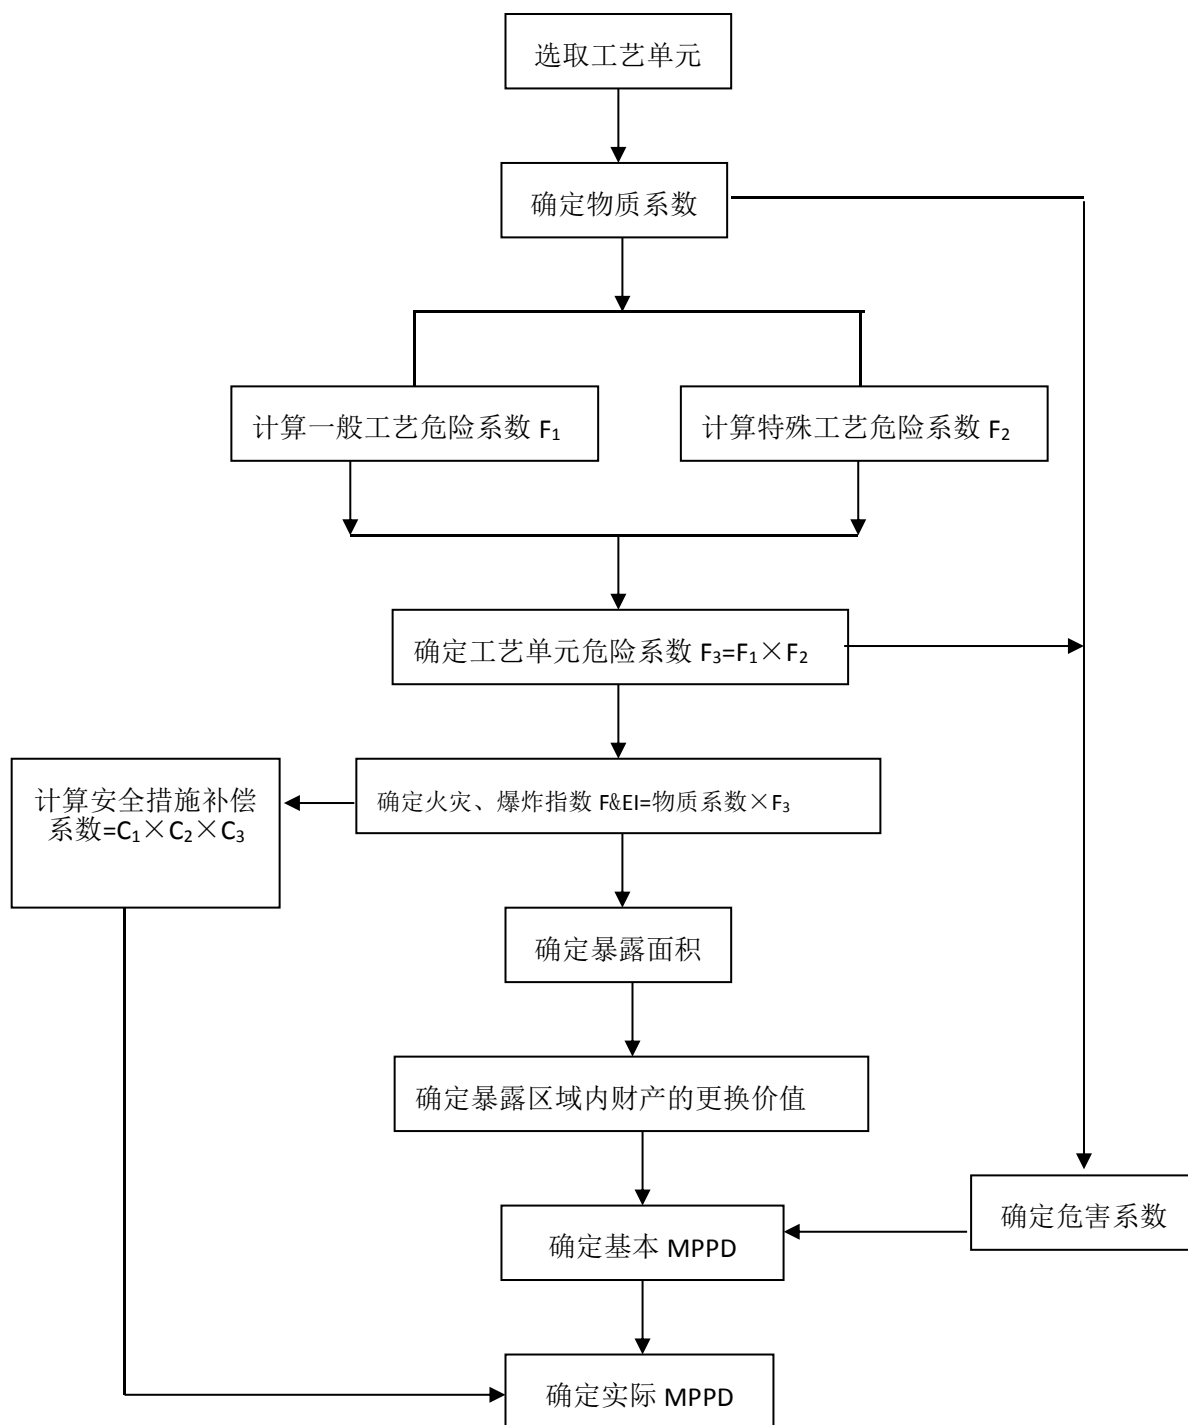 选取工艺单元
确定物质系数
计算一般工艺危险系数 F₁
计算特殊工艺危险系数 F₂
确定工艺单元危险系数 F₃=F₁×F₂
计算安全措施补偿
系数=C₁×C₂×C₃
确定火灾、爆炸指数 F&EI=物质系数×F₃
确定暴露面积
确定暴露区域内财产的更换价值
确定危害系数
确定基本 MPPD
确定实际 MPPD